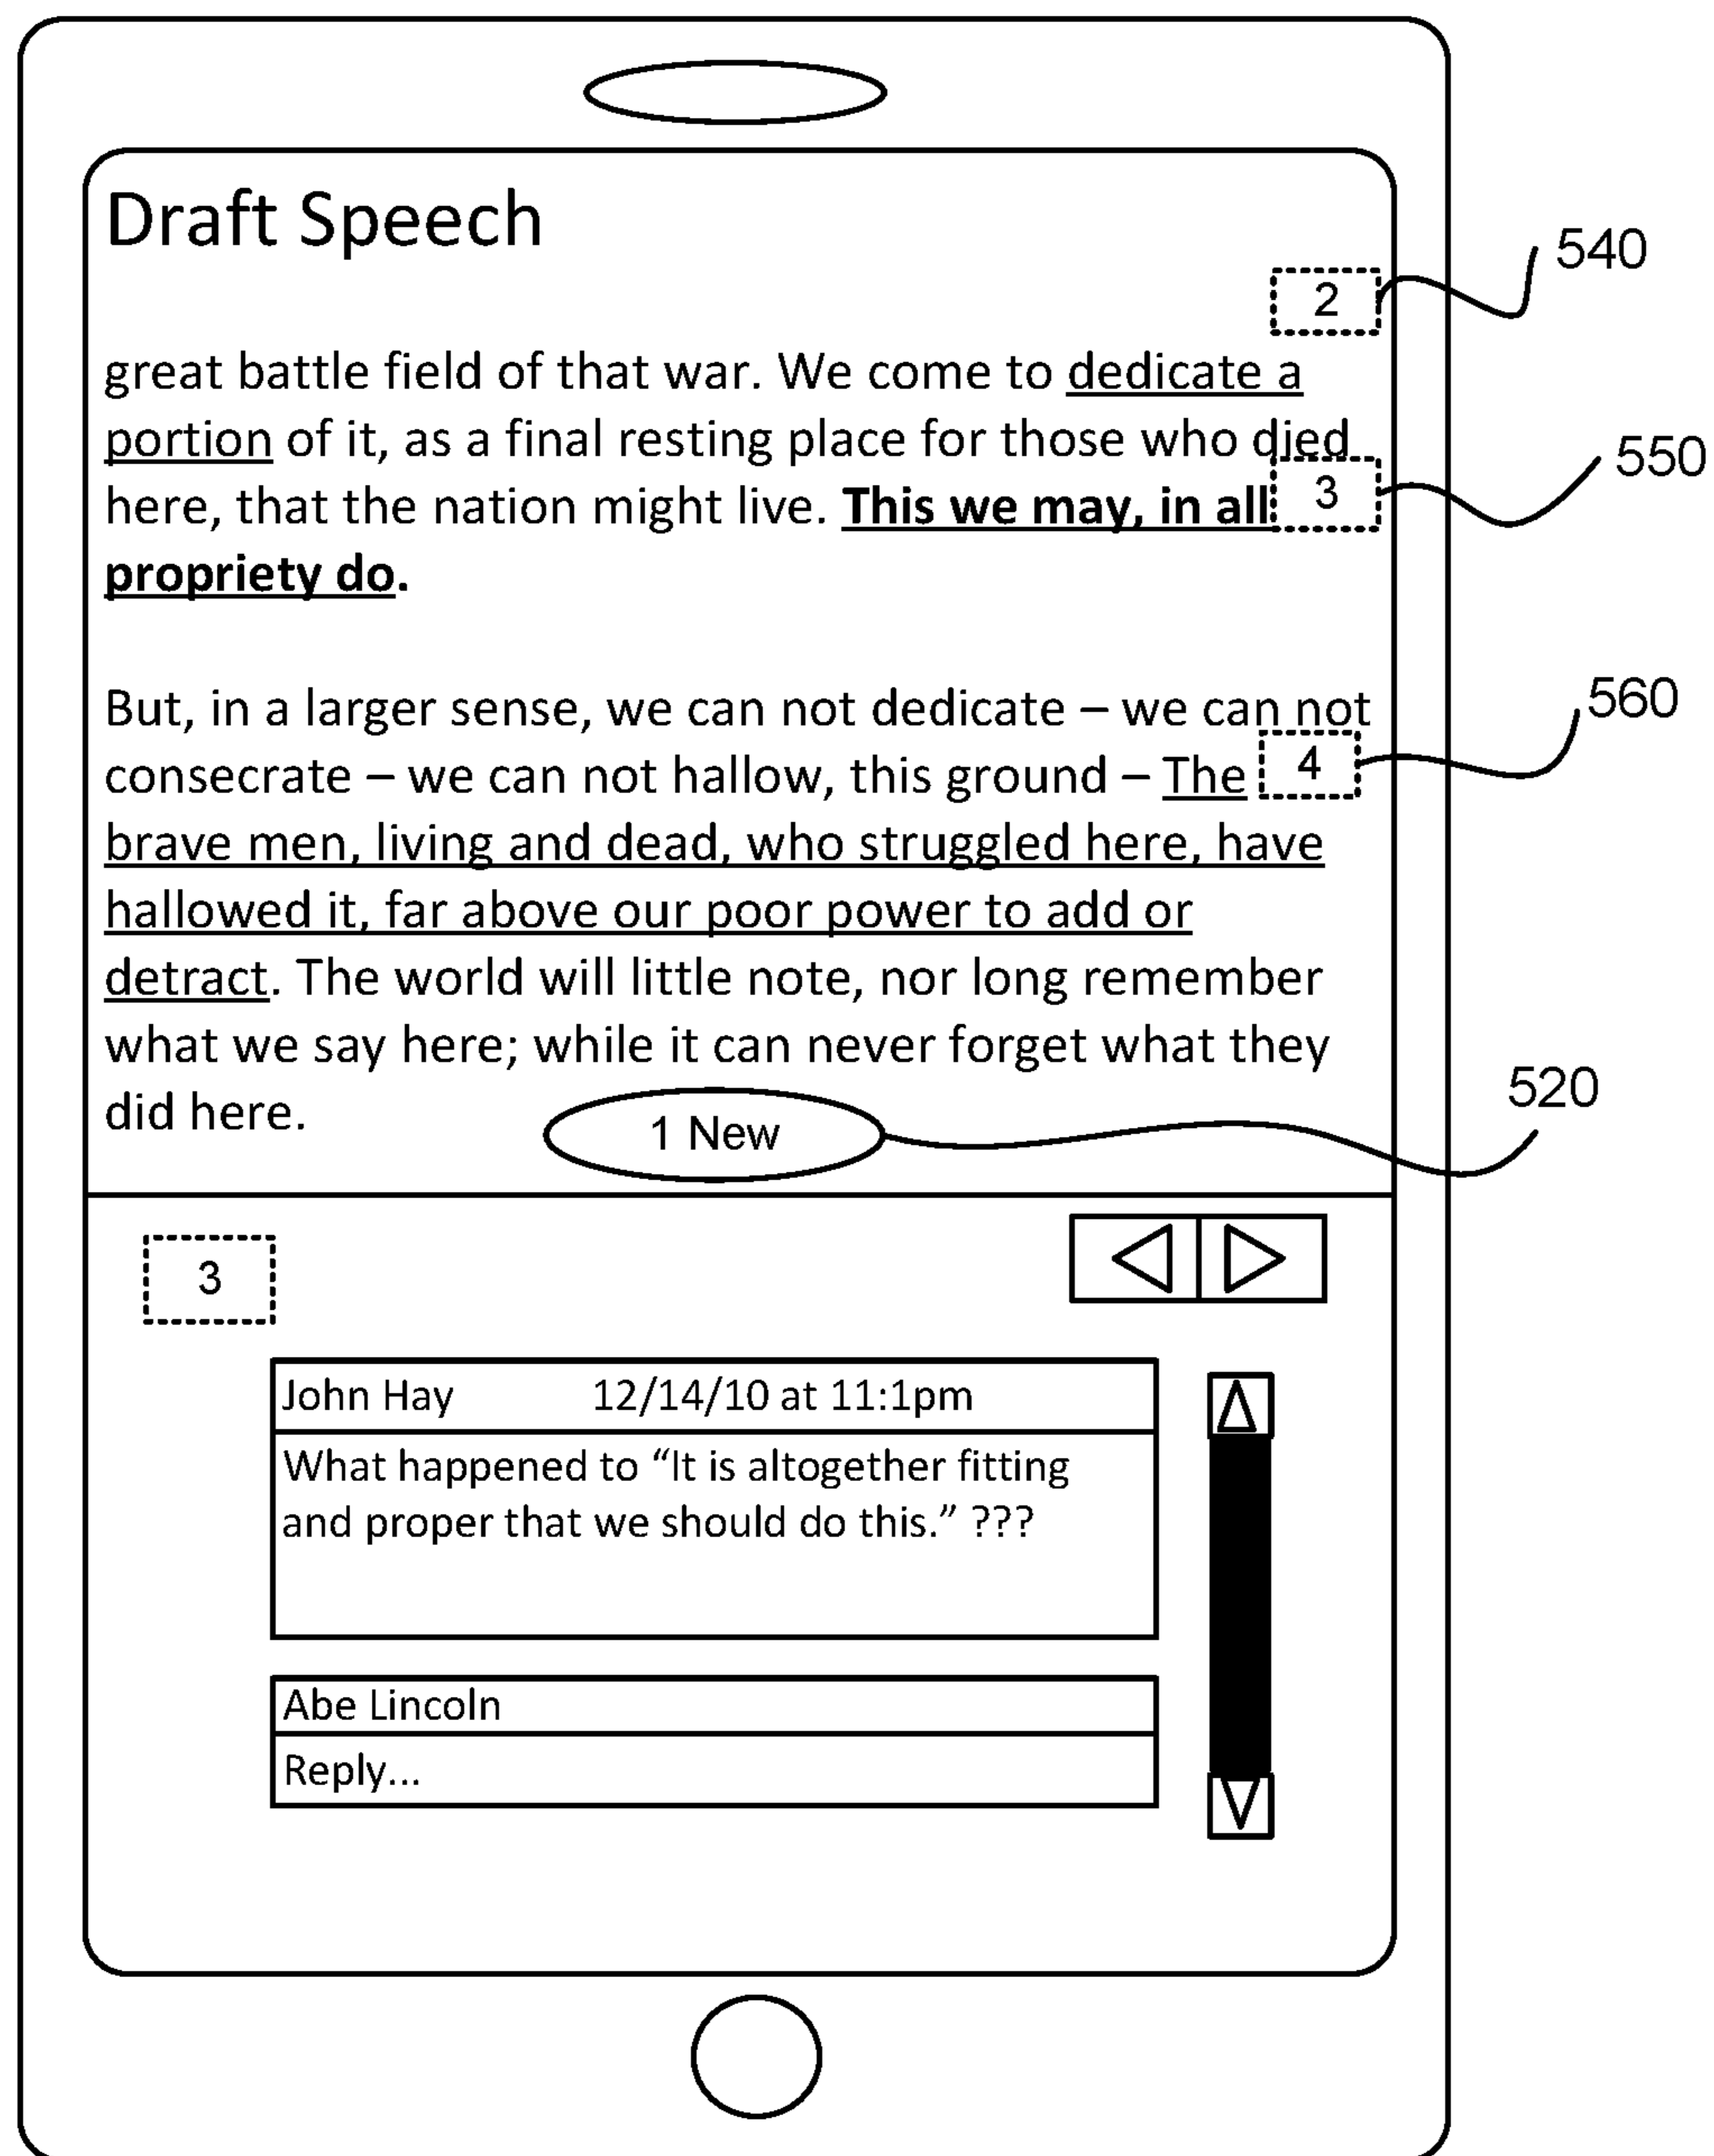 Draft Speech
540
2
great battle field of that war. We come to dedicate a
portion of it, as a final resting place for those who died
550
here, that the nation might live. This we may, in all 3
propriety do.
560
But, in a larger sense, we can not dedicate – we can not
consecrate – we can not hallow, this ground – The 4
brave men, living and dead, who struggled here, have
hallowed it, far above our poor power to add or
detract. The world will little note, nor long remember
what we say here; while it can never forget what they
520
did here. 1 New
3
John Hay 12/14/10 at 11:1pm
What happened to “It is altogether fitting
and proper that we should do this.” ???
Abe Lincoln
Reply...